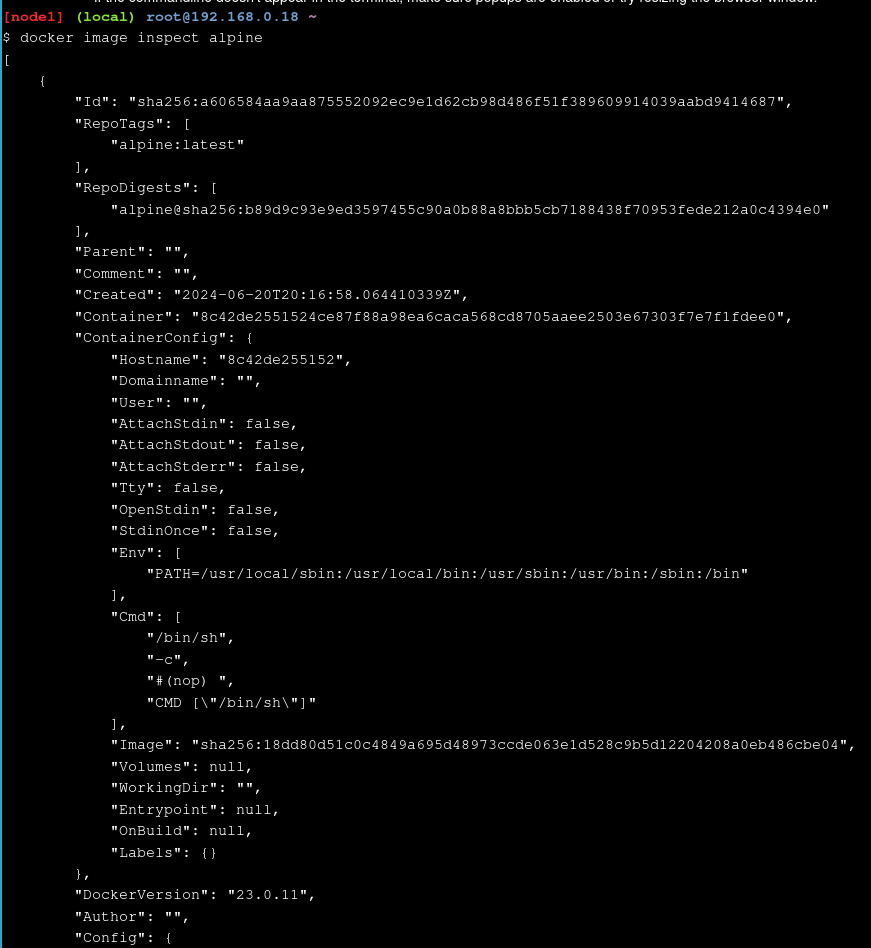 If the commandline doesn't appear in the terminal, make sure popups are enabled or try resizing the browser window.
[node1] (local) root@192.168.0.18 ~
$ docker image inspect alpine
[
    {
        "Id": "sha256:a606584aa9aa875552092ec9e1d62cb98d486f51f389609914039aabd9414687",
        "RepoTags": [
            "alpine:latest"
        ],
        "RepoDigests": [
            "alpine@sha256:b89d9c93e9ed3597455c90a0b88a8bbb5cb7188438f70953fede212a0c4394e0"
        ],
        "Parent": "",
        "Comment": "",
        "Created": "2024-06-20T20:16:58.064410339Z",
        "Container": "8c42de2551524ce87f88a98ea6caca568cd8705aaee2503e67303f7e7f1fdee0",
        "ContainerConfig": {
            "Hostname": "8c42de255152",
            "Domainname": "",
            "User": "",
            "AttachStdin": false,
            "AttachStdout": false,
            "AttachStderr": false,
            "Tty": false,
            "OpenStdin": false,
            "StdinOnce": false,
            "Env": [
                "PATH=/usr/local/sbin:/usr/local/bin:/usr/sbin:/usr/bin:/sbin:/bin"
            ],
            "Cmd": [
                "/bin/sh",
                "-c",
                "#(nop) ",
                "CMD [\"/bin/sh\"]"
            ],
            "Image": "sha256:18dd80d51c0c4849a695d48973ccde063e1d528c9b5d12204208a0eb486cbe04",
            "Volumes": null,
            "WorkingDir": "",
            "Entrypoint": null,
            "OnBuild": null,
            "Labels": {}
        },
        "DockerVersion": "23.0.11",
        "Author": "",
        "Config": {